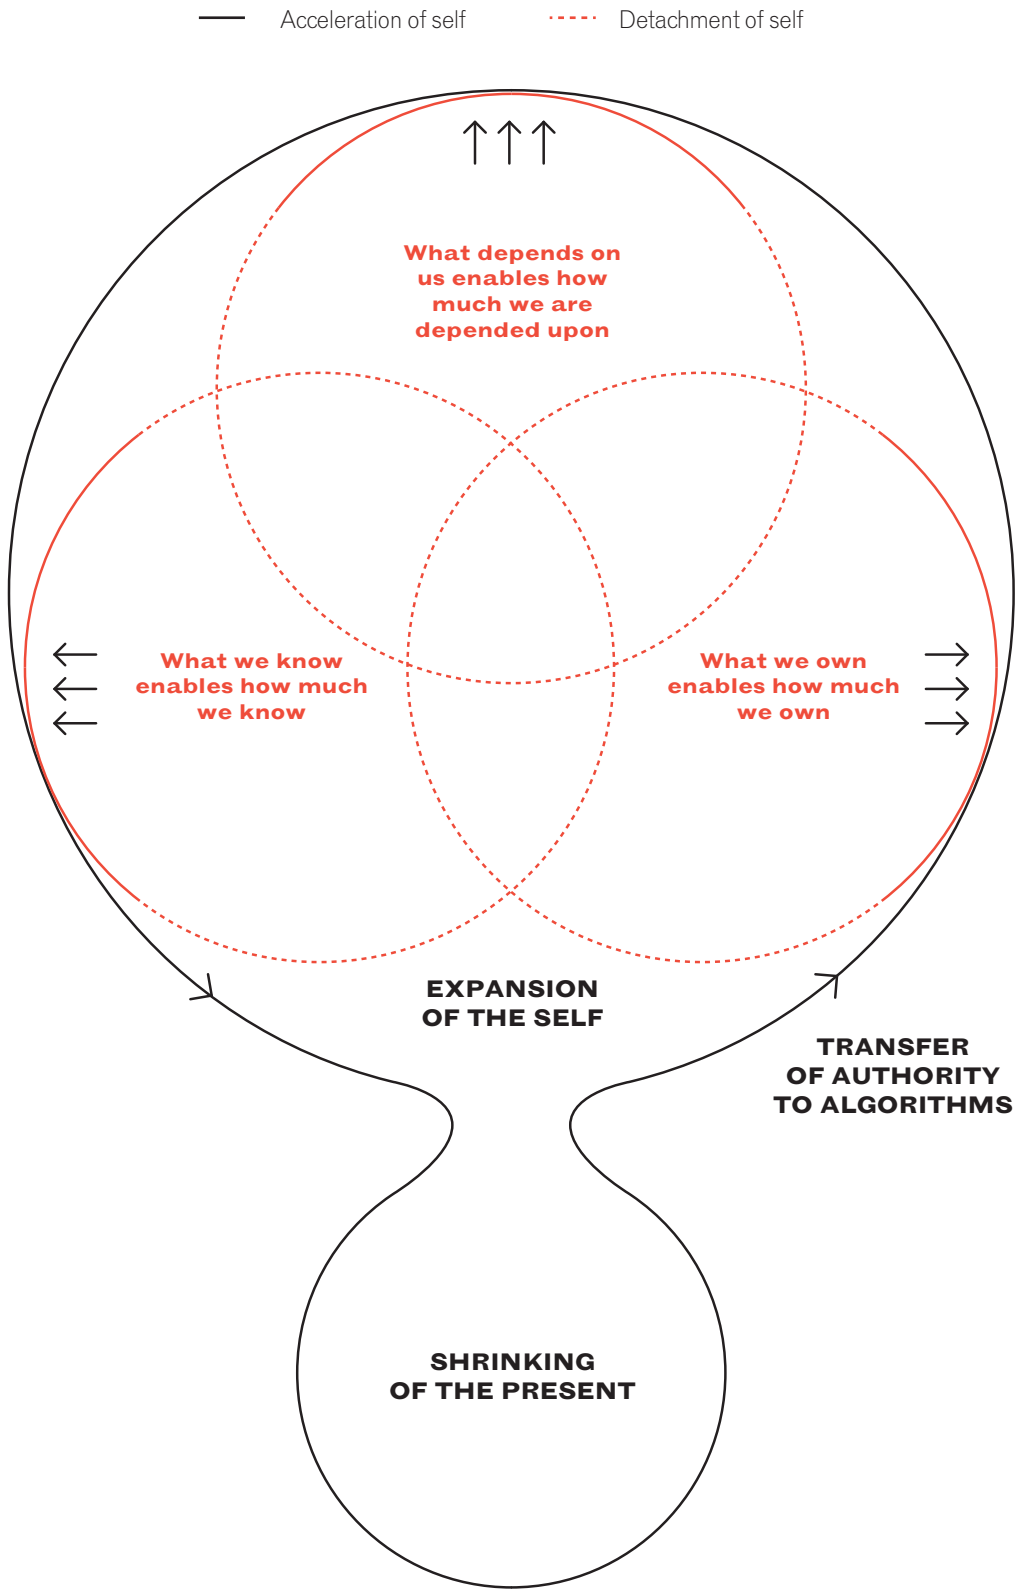 Acceleration of self
Detachment of self
What depends on
us enables how
much we are
depended upon
What we know
enables how much
we know
What we own
enables how much
we own
EXPANSION
OF THE SELF
TRANSFER
OF AUTHORITY
TO ALGORITHMS
SHRINKING
OF THE PRESENT